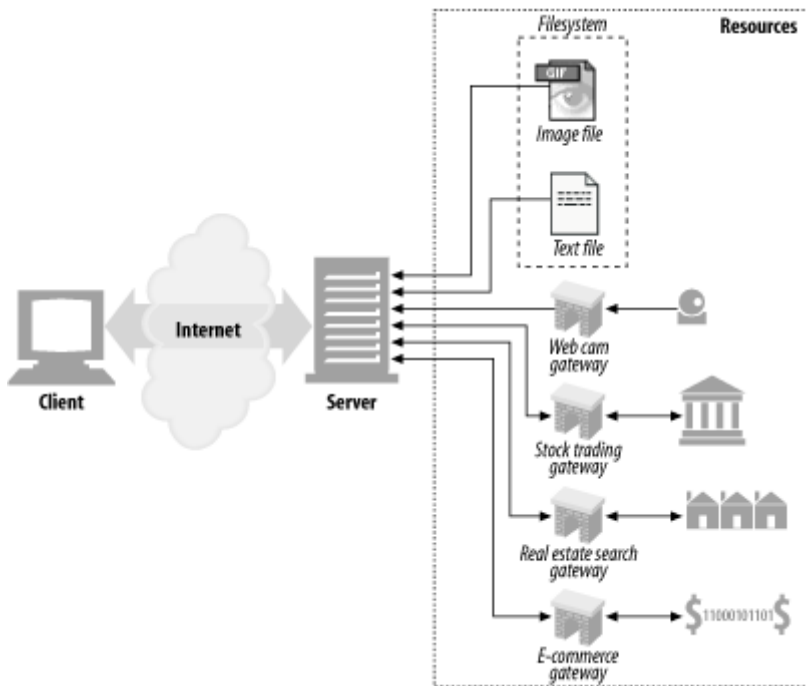 Filesystem
Resources
GIF
Image file
Text file
Internet
Client
Server
Web cam
gateway
Stock trading
gateway
Real estate search
gateway
$11000101101$
E-commerce
gateway